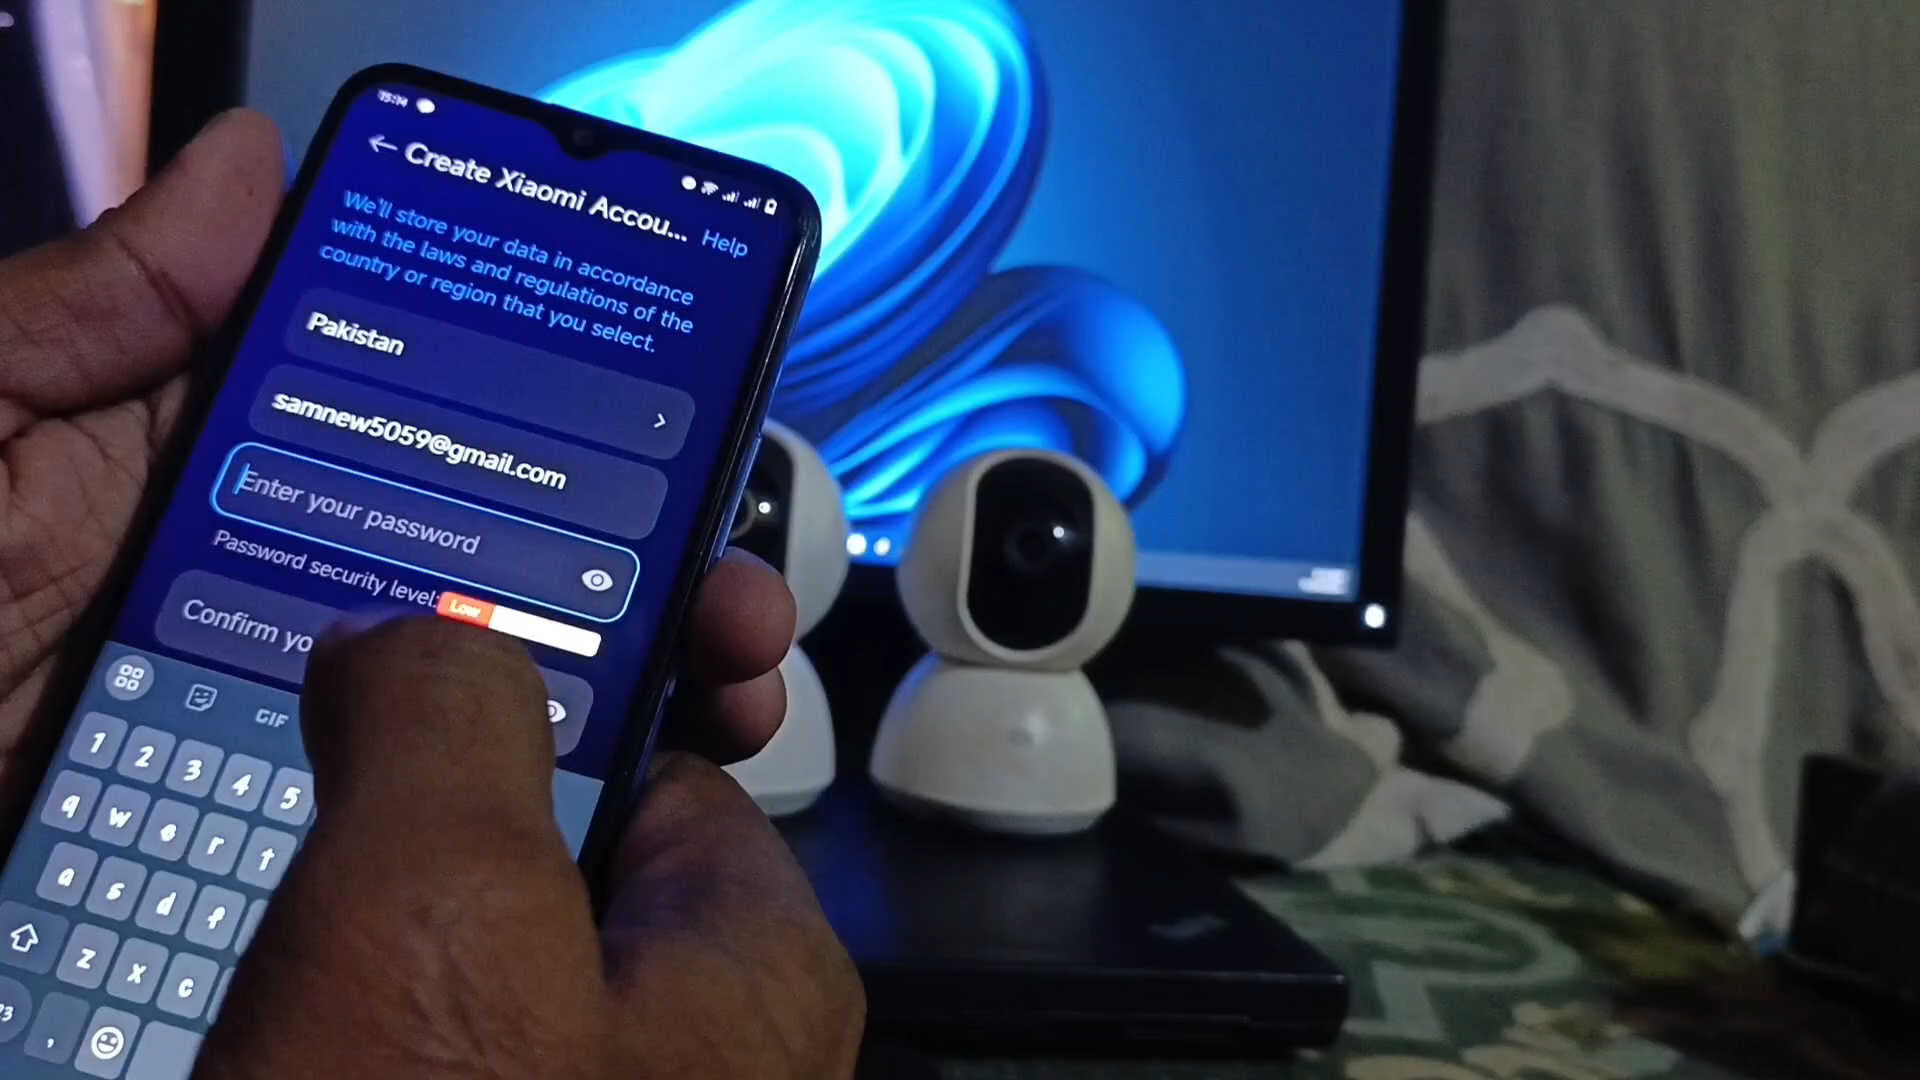 15:14
Create Xiaomi Accou...
Help
We'll store your data in accordance
with the laws and regulations of the
country or region that you select.
Pakistan
samnew5059@gmail.com
Enter your password
Password security level:
Low
Confirm yo
GIF
1 2 3 4 5
q w e r t
a s d f
z x c
,